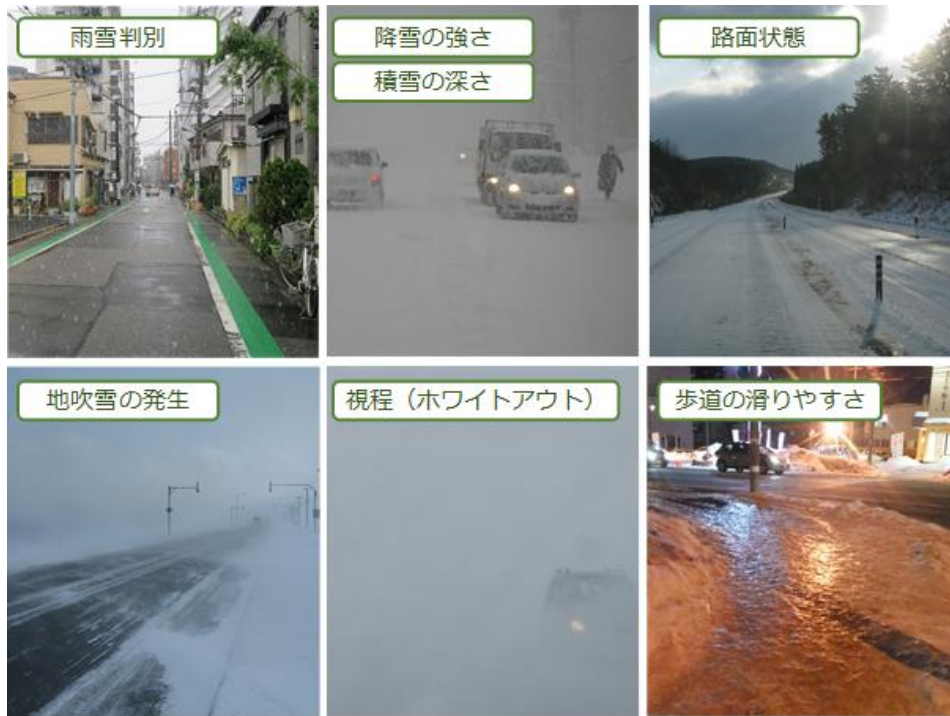 雨雪判別
降雪の強さ
積雪の深さ
路面状態
地吹雪の発生
視程（ホワイトアウト）
歩道の滑りやすさ